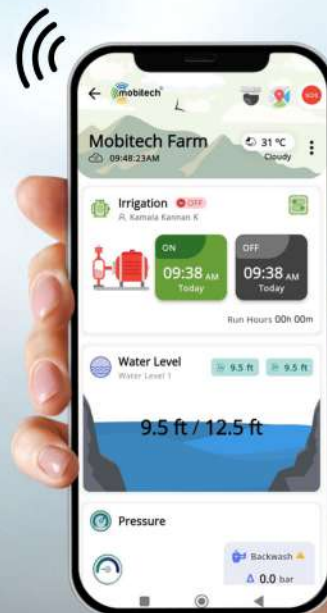 mobitech
SOS
Mobitech Farm
31 °C
09:48:23AM
Cloudy
Irrigation OFF
Kamala Kannan K
ON
OFF
09:38 AM
09:38 AM
Today
Today
Run Hours 00h 00m
Water Level
9.5 ft
9.5 ft
Water Level 1
9.5 ft / 12.5 ft
Pressure
Backwash
Δ 0.0 bar